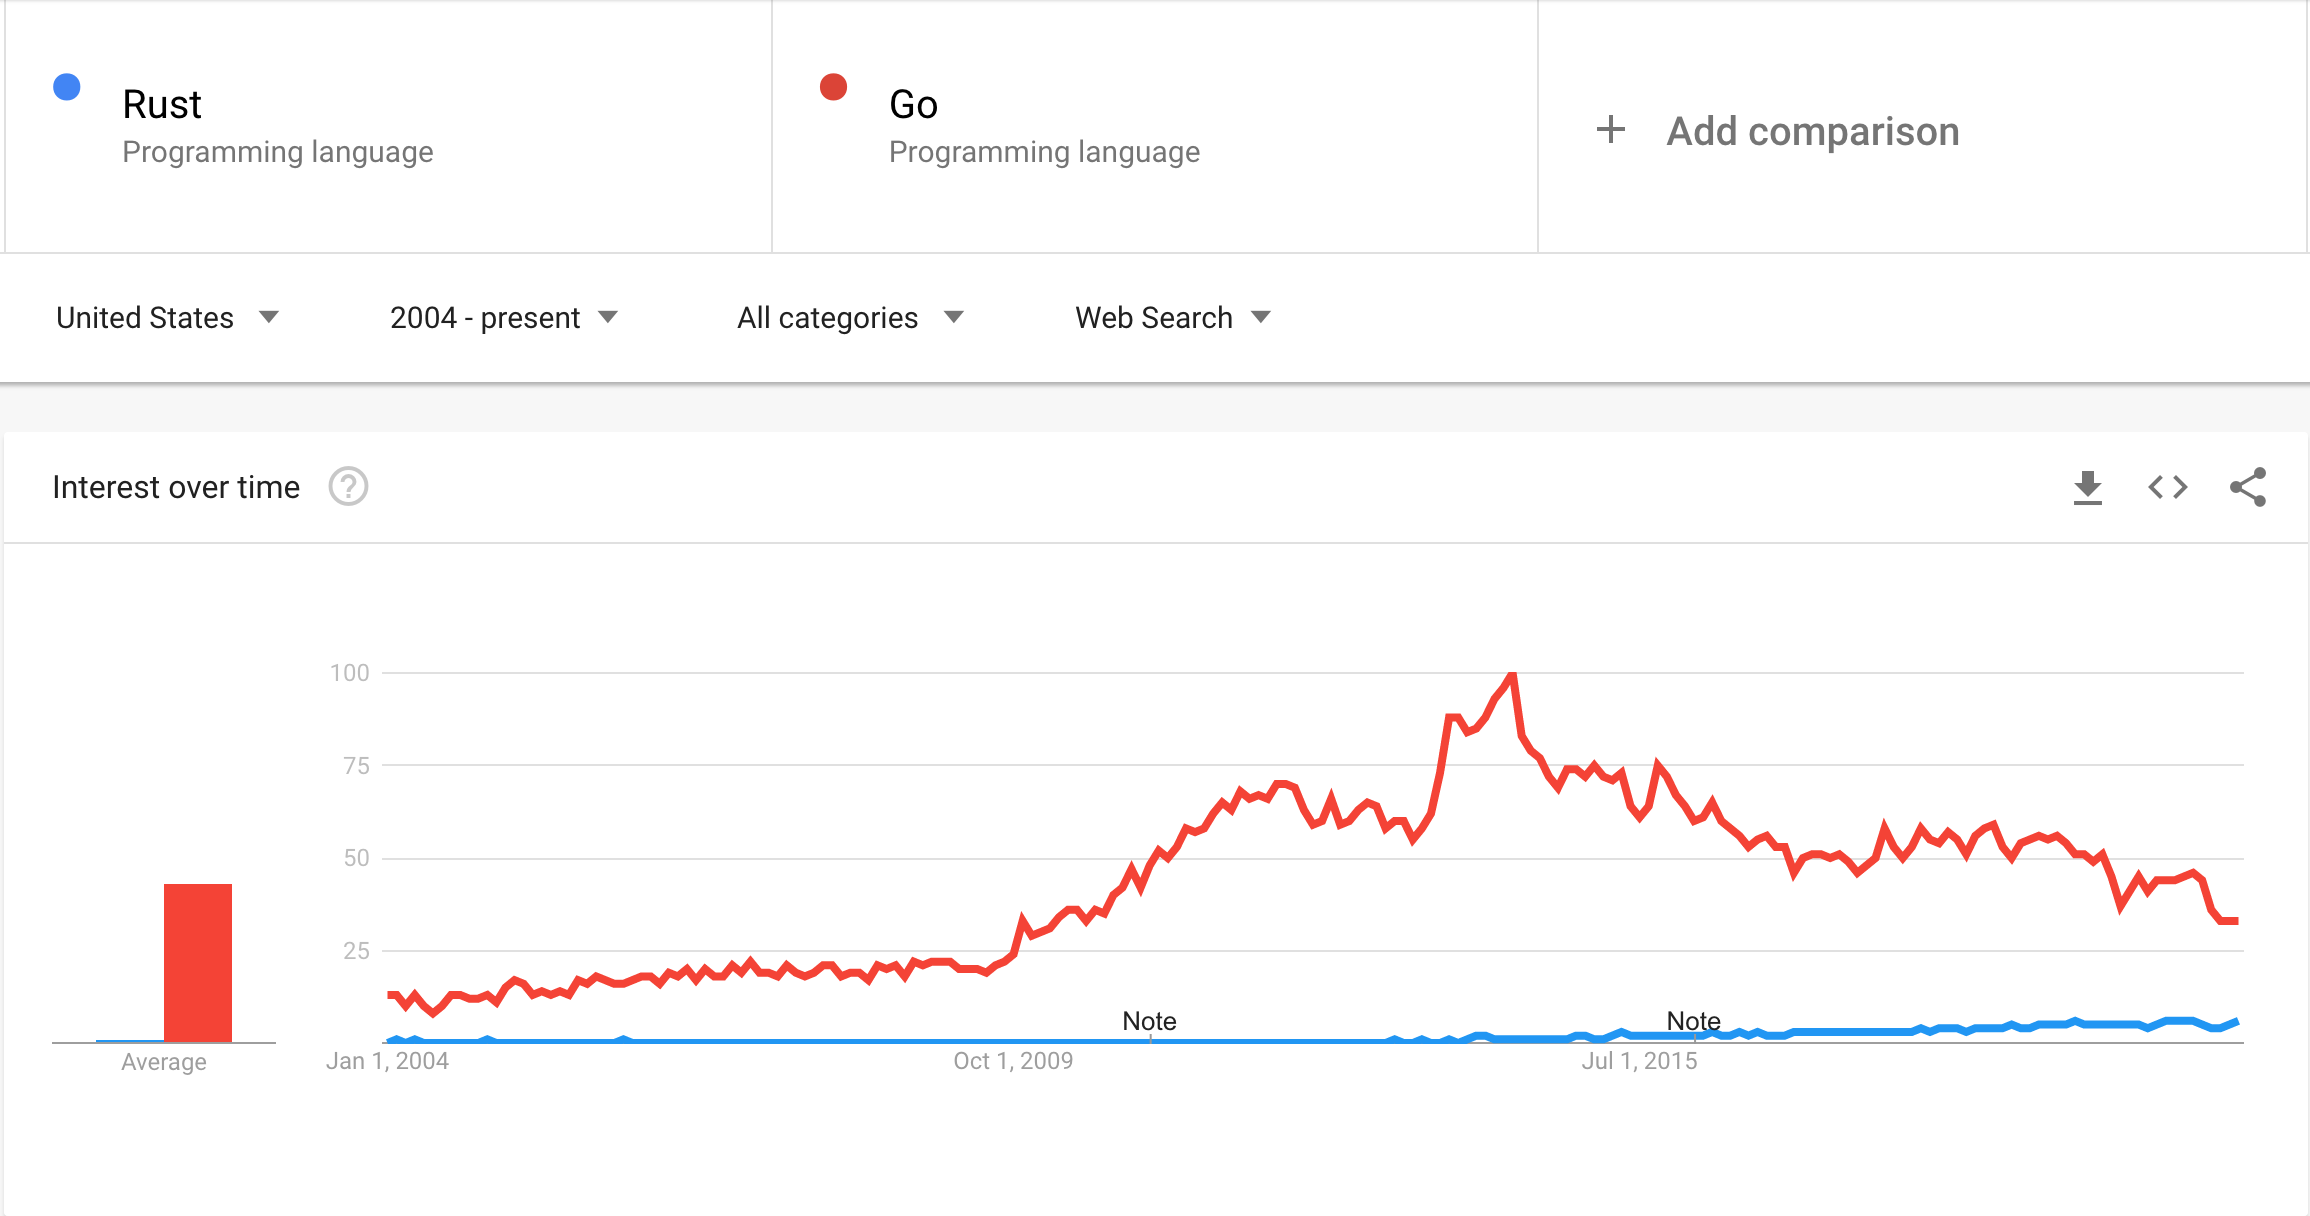 Rust
Programming language
Go
Programming language
+ Add comparison
United States
2004 - present
All categories
Web Search
Interest over time ?
100
75
50
25
Note
Note
Average
Jan 1, 2004
Oct 1, 2009
Jul 1, 2015